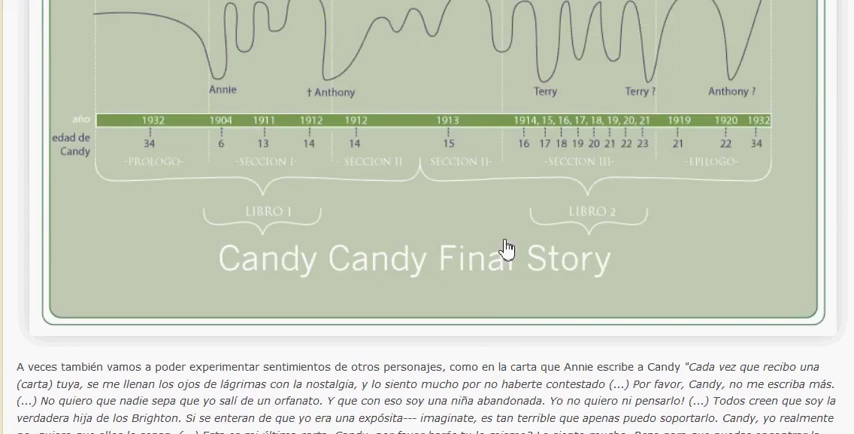 Annie † Anthony Terry Terry ? Anthony ?
año 1932 1904 1911 1912 1912 1913 1914, 15, 16, 17, 18, 19, 20, 21 1919 1920 1932
edad de
Candy 34 6 13 14 14 15 16 17 18 19 20 21 22 23 21 22 34
-PROLOGO- -SECCION I- SECCION II SECCION II- -SECCION III- -EPILOGO-
LIBRO 1 LIBRO 2
Candy Candy Final Story
A veces también vamos a poder experimentar sentimientos de otros personajes, como en la carta que Annie escribe a Candy "Cada vez que recibo una
(carta) tuya, se me llenan los ojos de lágrimas con la nostalgia, y lo siento mucho por no haberte contestado (...) Por favor, Candy, no me escriba más.
(...) No quiero que nadie sepa que yo salí de un orfanato. Y que con eso soy una niña abandonada. Yo no quiero ni pensarlo! (...) Todos creen que soy la
verdadera hija de los Brighton. Si se enteran de que yo era una expósita--- imaginate, es tan terrible que apenas puedo soportarlo. Candy, yo realmente